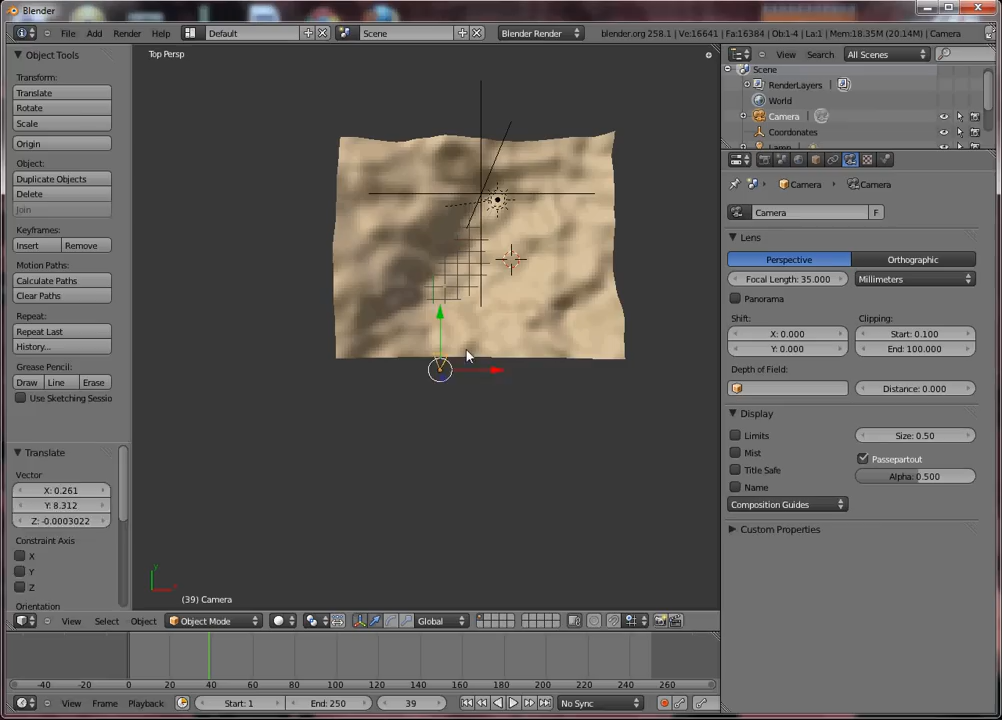 Blender
File
Add
Render
Help
Default
Scene
Blender Render
blender.org 258.1 | Ve:16641 | Fa:16384 | Ob:1-4 | La:1 | Mem:18.35M (20.14M) | Camera
Object Tools
Transform:
Translate
Rotate
Scale
Origin
Object:
Duplicate Objects
Delete
Join
Keyframes:
Insert
Remove
Motion Paths:
Calculate Paths
Clear Paths
Repeat:
Repeat Last
History...
Grease Pencil:
Draw
Line
Erase
Use Sketching Sessio
Translate
Vector
X: 0.261
Y: 8.312
Z: -0.0003022
Constraint Axis
X
Y
Z
Orientation
Top Persp
y
(39) Camera
View
Select
Object
Object Mode
Global
-40
-20
0
20
40
60
80
100
120
140
160
180
200
220
240
260
View
Frame
Playback
Start: 1
End: 250
39
No Sync
View
Search
All Scenes
Scene
RenderLayers
World
Camera
Coordenates
Lamp
Camera
Camera
Camera
F
Lens
Perspective
Orthographic
Focal Length: 35.000
Millimeters
Panorama
Shift:
Clipping:
X: 0.000
Start: 0.100
Y: 0.000
End: 100.000
Depth of Field:
Distance: 0.000
Display
Limits
Size: 0.50
Mist
Passepartout
Title Safe
Alpha: 0.500
Name
Composition Guides
Custom Properties